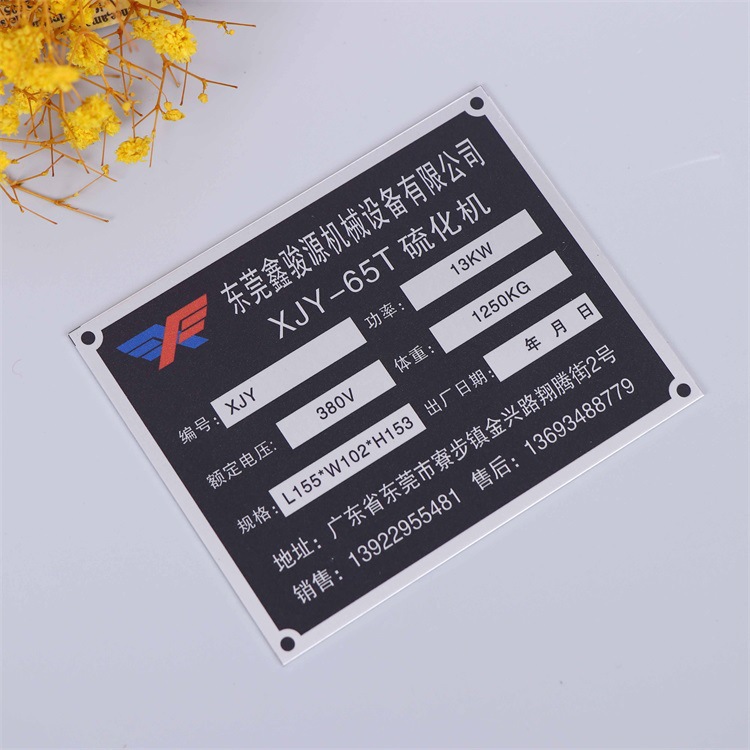 东莞鑫骏源机械设备有限公司
XJY-65T 硫化机
编号: XJY 功率: 13KW
额定电压: 380V 体重: 1250KG
规格: L155*W102*H153 出厂日期: 年 月 日
地址: 广东省东莞市寮步镇金兴路翔腾街2号
销售: 13922955481 售后: 13693488779